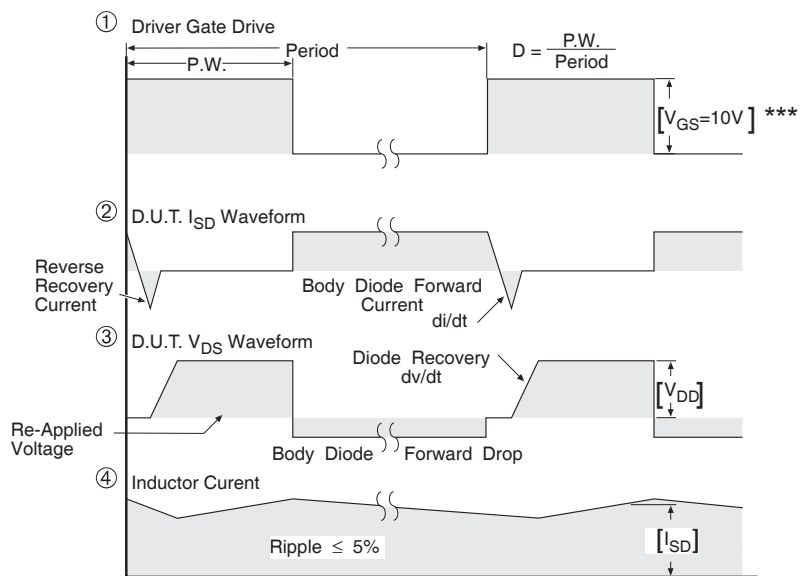 ① Driver Gate Drive
Period
P.W.
D = P.W. / Period
[VGS=10V] ***
② D.U.T. ISD Waveform
Reverse
Recovery
Current
Body Diode Forward
Current
di/dt
③ D.U.T. VDS Waveform
Diode Recovery
dv/dt
[VDD]
Re-Applied
Voltage
Body Diode Forward Drop
④ Inductor Curent
Ripple ≤ 5%
[ISD]